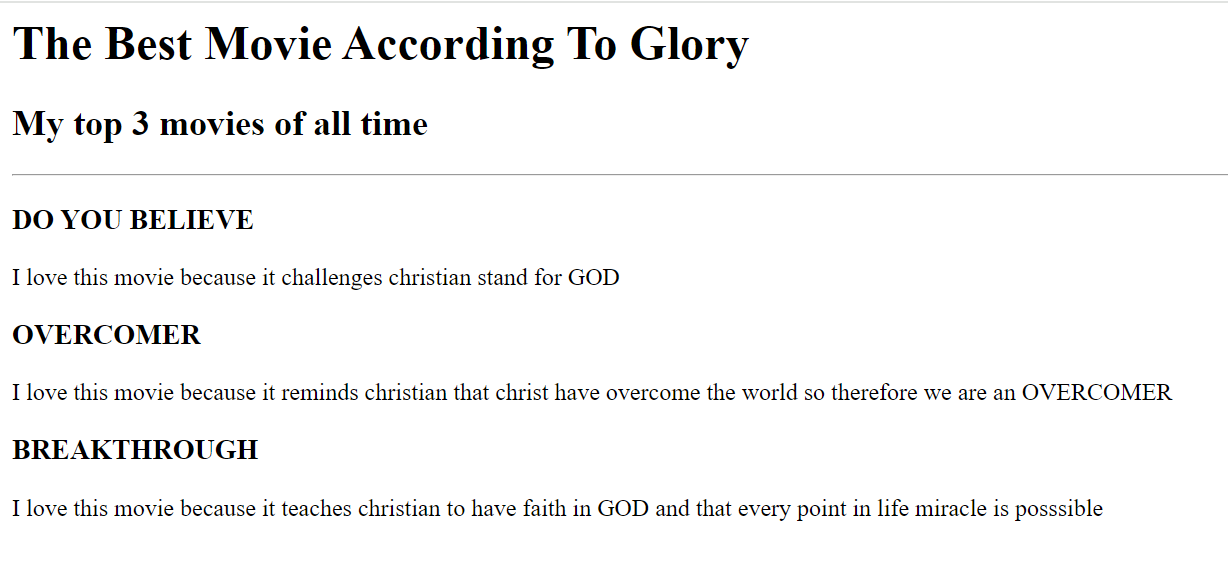 The Best Movie According To Glory
My top 3 movies of all time
DO YOU BELIEVE
I love this movie because it challenges christian stand for GOD
OVERCOMER
I love this movie because it reminds christian that christ have overcome the world so therefore we are an OVERCOMER
BREAKTHROUGH
I love this movie because it teaches christian to have faith in GOD and that every point in life miracle is posssible